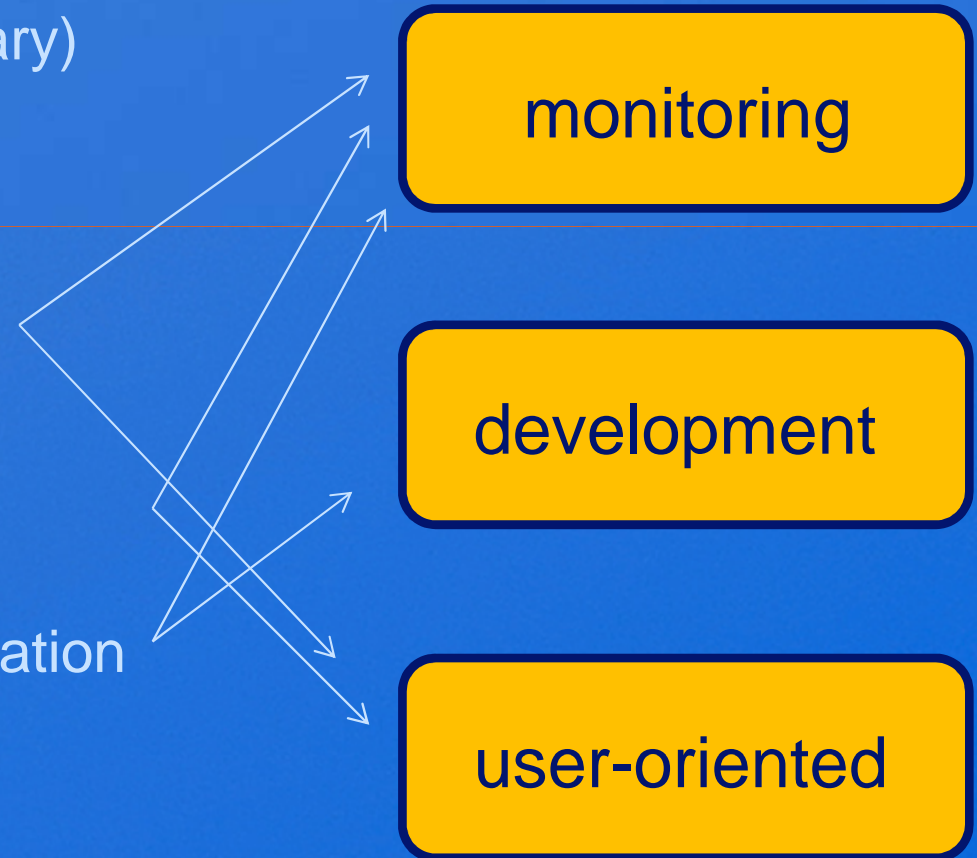 ary)
monitoring
development
ation
user-oriented